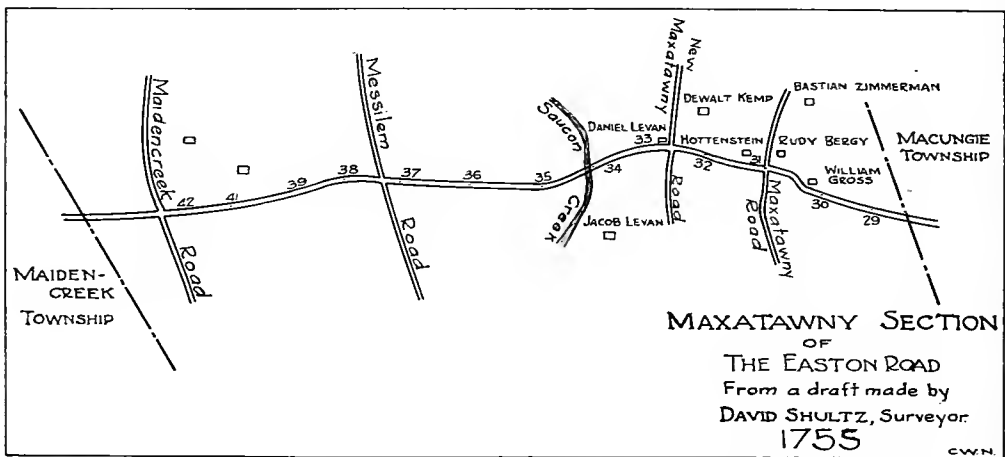 Maidencreek
Road
Messilem
Road
Saucon
Creek
New
Maxatawny
Road
DEWALT KEMP
BASTIAN ZIMMERMAN
DANIEL LEVAN
HOTTENSTEIN
RUDY BERGY
MACUNGIE
TOWNSHIP
WILLIAM
GROSS
JACOB LEVAN
Maxatawny
Road
42
41
39
38
37
36
35
34
33
32
31
30
29
MAIDEN-
CREEK
TOWNSHIP
MAXATAWNY SECTION
OF
THE EASTON ROAD
From a draft made by
DAVID SHULTZ, Surveyor.
1755
C.W.N.